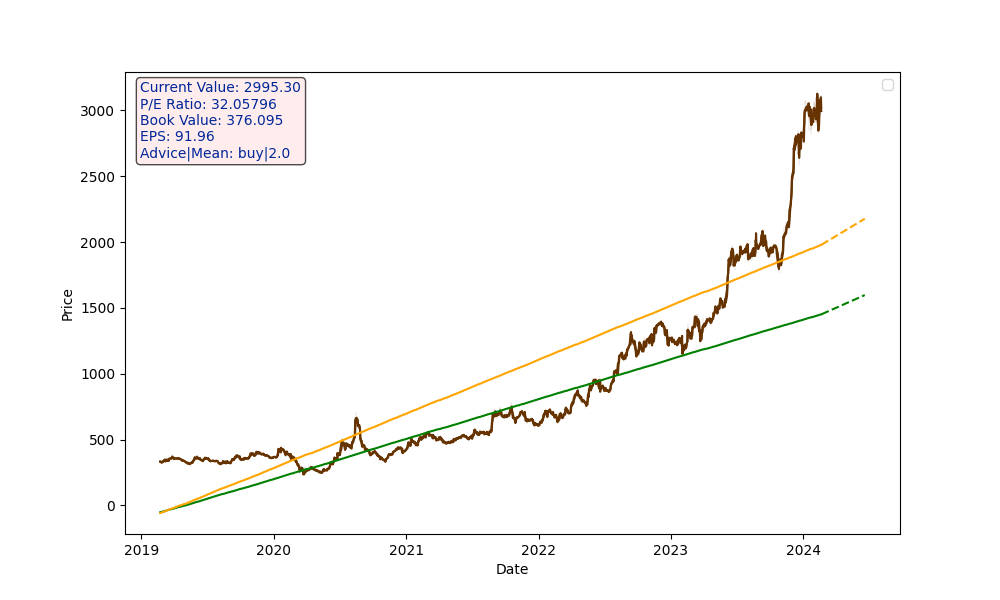 Current Value: 2995.30
P/E Ratio: 32.05796
Book Value: 376.095
EPS: 91.96
Advice|Mean: buy|2.0
3000
2500
2000
1500
1000
500
0
Price
2019 2020 2021 2022 2023 2024
Date